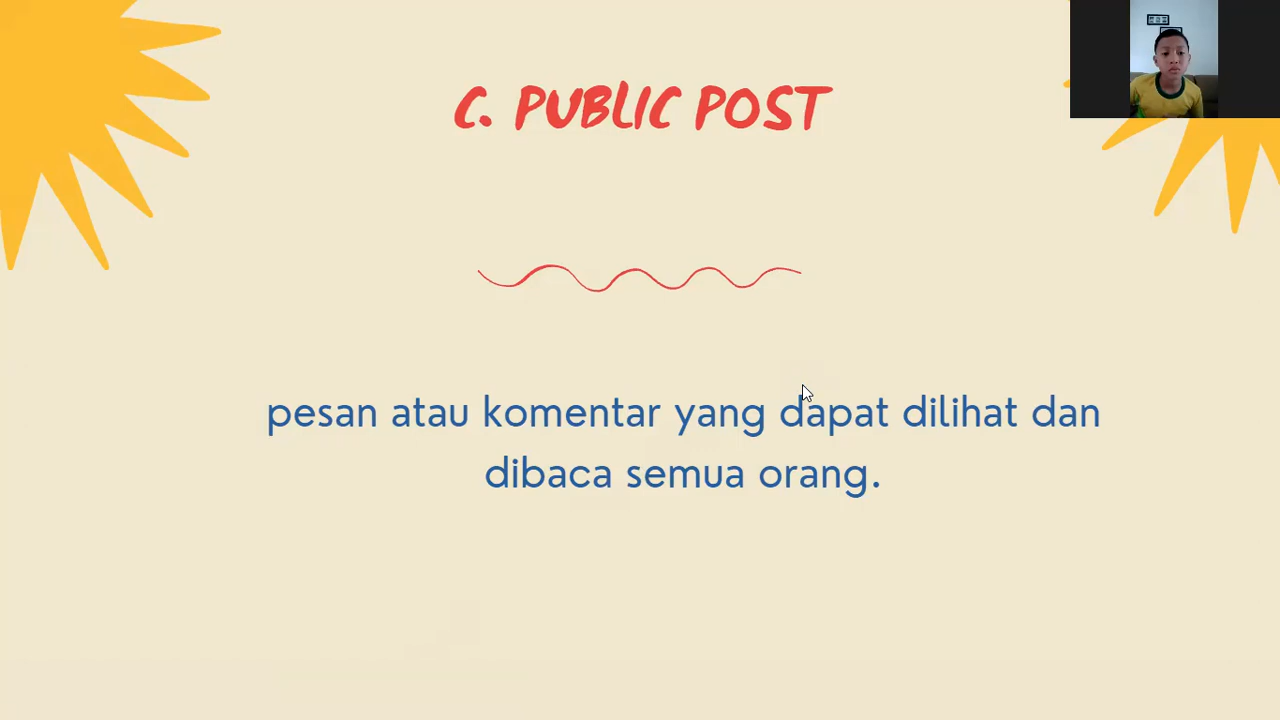 C. PUBLIC POST
pesan atau komentar yang dapat dilihat dan
dibaca semua orang.